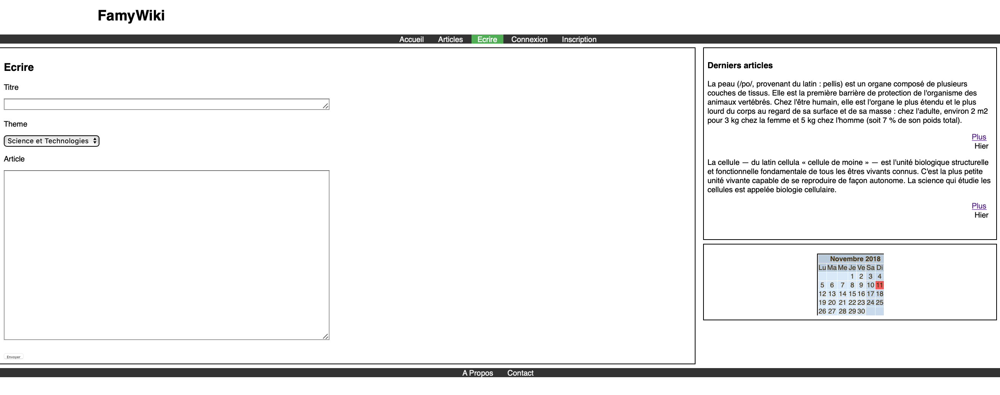 FamyWiki
Accueil Articles Ecrire Connexion Inscription
Ecrire
Titre
Theme
Science et Technologies
Article
Envoyer
Derniers articles
La peau (/po/, provenant du latin : pellis) est un organe composé de plusieurs
couches de tissus. Elle est la première barrière de protection de l'organisme des
animaux vertébrés. Chez l'être humain, elle est l'organe le plus étendu et le plus
lourd du corps au regard de sa surface et de sa masse : chez l'adulte, environ 2 m2
pour 3 kg chez la femme et 5 kg chez l'homme (soit 7 % de son poids total).
Plus
Hier
La cellule — du latin cellula « cellule de moine » — est l'unité biologique structurelle
et fonctionnelle fondamentale de tous les êtres vivants connus. C'est la plus petite
unité vivante capable de se reproduire de façon autonome. La science qui étudie les
cellules est appelée biologie cellulaire.
Plus
Hier
Novembre 2018
Lu Ma Me Je Ve Sa Di
1 2 3 4
5 6 7 8 9 10 11
12 13 14 15 16 17 18
19 20 21 22 23 24 25
26 27 28 29 30
A Propos Contact